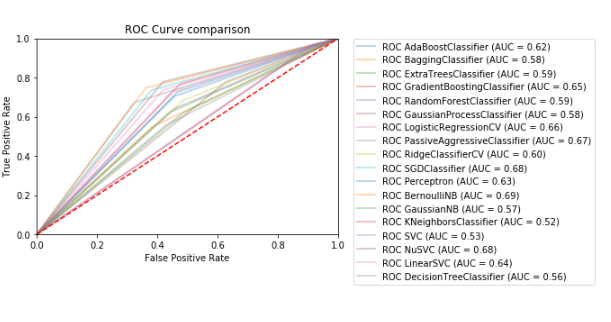 ROC Curve comparison
1.0
0.8
0.6
0.4
0.2
0.0
True Positive Rate
0.0 0.2 0.4 0.6 0.8 1.0
False Positive Rate
ROC AdaBoostClassifier (AUC = 0.62)
ROC BaggingClassifier (AUC = 0.58)
ROC ExtraTreesClassifier (AUC = 0.59)
ROC GradientBoostingClassifier (AUC = 0.65)
ROC RandomForestClassifier (AUC = 0.59)
ROC GaussianProcessClassifier (AUC = 0.58)
ROC LogisticRegressionCV (AUC = 0.66)
ROC PassiveAggressiveClassifier (AUC = 0.67)
ROC RidgeClassifierCV (AUC = 0.60)
ROC SGDClassifier (AUC = 0.68)
ROC Perceptron (AUC = 0.63)
ROC BernoulliNB (AUC = 0.69)
ROC GaussianNB (AUC = 0.57)
ROC KNeighborsClassifier (AUC = 0.52)
ROC SVC (AUC = 0.53)
ROC NuSVC (AUC = 0.68)
ROC LinearSVC (AUC = 0.64)
ROC DecisionTreeClassifier (AUC = 0.56)